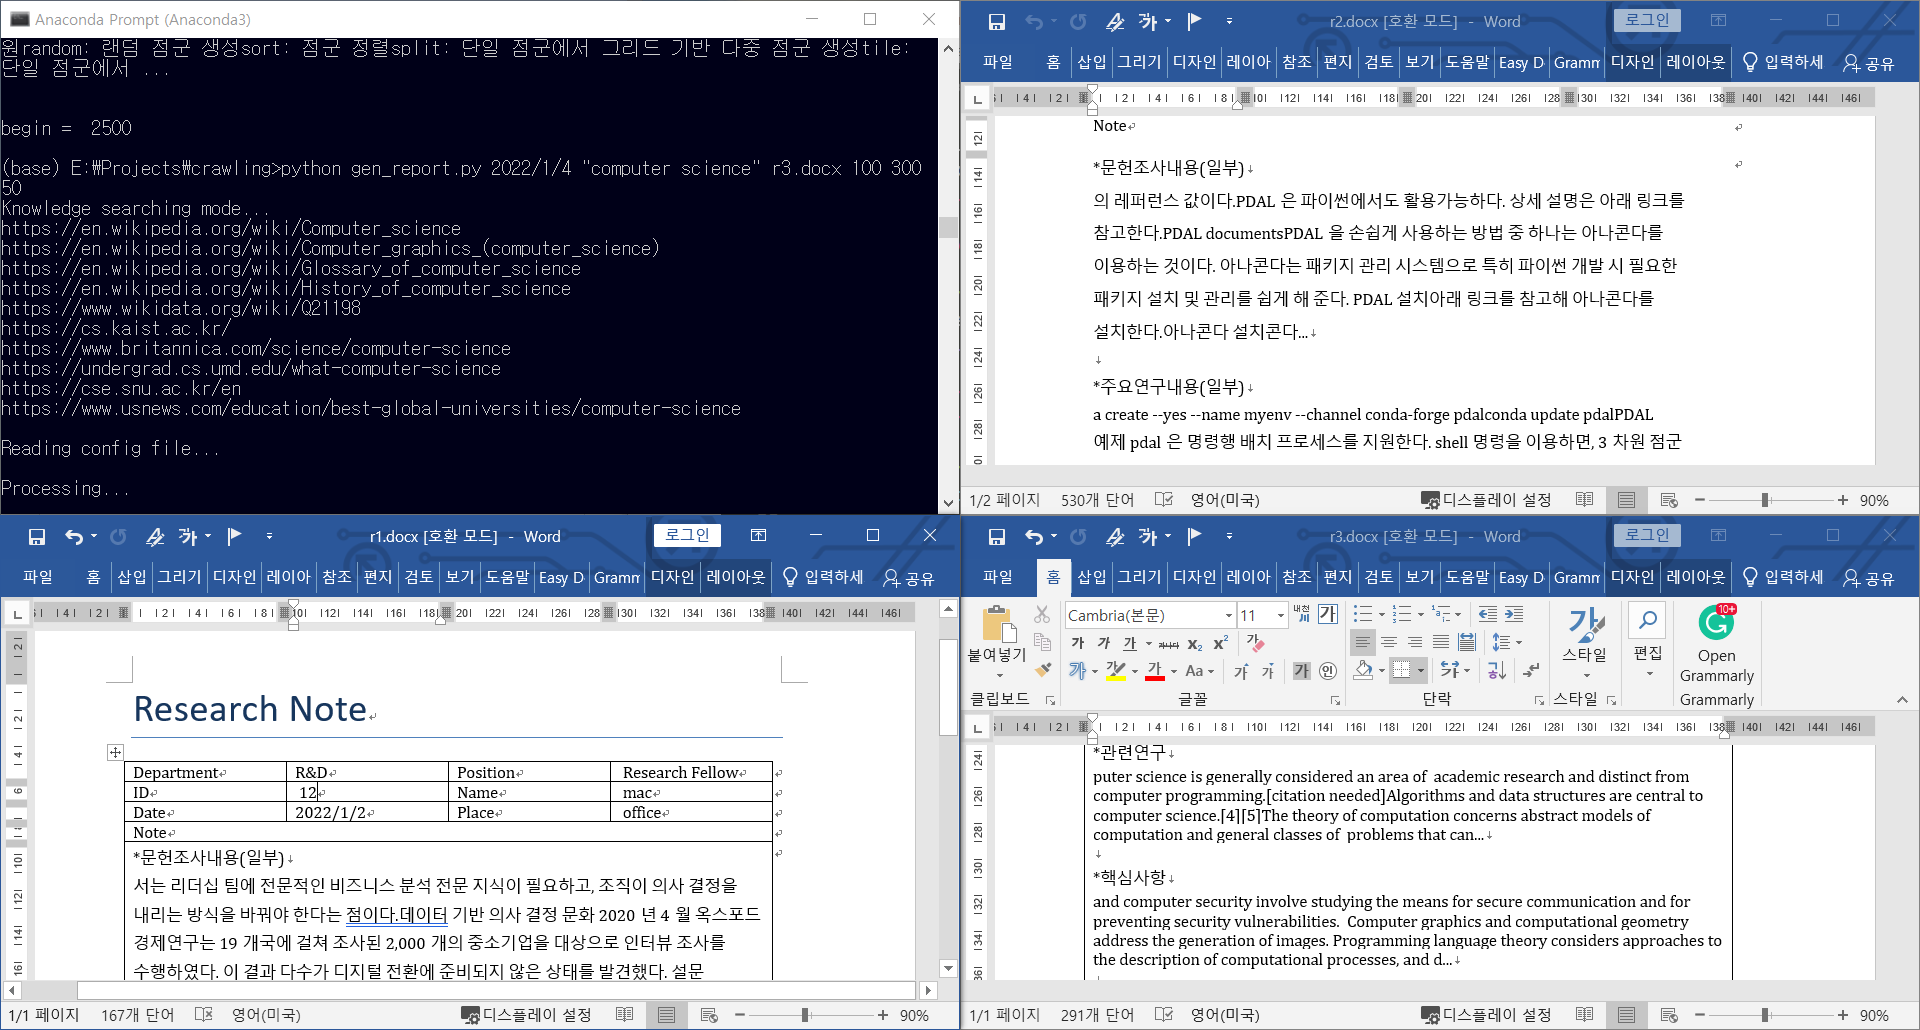 Anaconda Prompt (Anaconda3)
원random: 랜덤 점군 생성sort: 점군 정렬split: 단일 점군에서 그리드 기반 다중 점군 생성tile:
단일 점군에서 ...
begin =  2500
(base) E:₩Projects₩crawling>python gen_report.py 2022/1/4 "computer science" r3.docx 100 300
50
Knowledge searching mode...
https://en.wikipedia.org/wiki/Computer_science
https://en.wikipedia.org/wiki/Computer_graphics_(computer_science)
https://en.wikipedia.org/wiki/Glossary_of_computer_science
https://en.wikipedia.org/wiki/History_of_computer_science
https://www.wikidata.org/wiki/Q21198
https://cs.kaist.ac.kr/
https://www.britannica.com/science/computer-science
https://undergrad.cs.umd.edu/what-computer-science
https://cse.snu.ac.kr/en
https://www.usnews.com/education/best-global-universities/computer-science
Reading config file...
Processing...
가 r2.docx [호환 모드] - Word 로그인
파일 홈 삽입 그리기 디자인 레이아 참조 편지 검토 보기 도움말 Easy D Gramm 디자인 레이아웃 입력하세 공유
Note
*문헌조사내용(일부)
의 레퍼런스 값이다.PDAL 은 파이썬에서도 활용가능하다. 상세 설명은 아래 링크를
참고한다.PDAL documentsPDAL 을 손쉽게 사용하는 방법 중 하나는 아나콘다를
이용하는 것이다. 아나콘다는 패키지 관리 시스템으로 특히 파이썬 개발 시 필요한
패키지 설치 및 관리를 쉽게 해 준다. PDAL 설치아래 링크를 참고해 아나콘다를
설치한다.아나콘다 설치콘다...
*주요연구내용(일부)
a create --yes --name myenv --channel conda-forge pdalconda update pdalPDAL
예제 pdal 은 명령행 배치 프로세스를 지원한다. shell 명령을 이용하면, 3 차원 점군
1/2 페이지 530개 단어 영어(미국) 디스플레이 설정 90%
가 r1.docx [호환 모드] - Word 로그인
파일 홈 삽입 그리기 디자인 레이아 참조 편지 검토 보기 도움말 Easy D Gramm 디자인 레이아웃 입력하세 공유
Research Note
Department R&D Position Research Fellow
ID 12 Name mac
Date 2022/1/2 Place office
Note
*문헌조사내용(일부)
서는 리더십 팀에 전문적인 비즈니스 분석 전문 지식이 필요하고, 조직이 의사 결정을
내리는 방식을 바꿔야 한다는 점이다.데이터 기반 의사 결정 문화 2020 년 4 월 옥스포드
경제연구는 19 개국에 걸쳐 조사된 2,000 개의 중소기업을 대상으로 인터뷰 조사를
수행하였다. 이 결과 다수가 디지털 전환에 준비되지 않은 상태를 발견했다. 설문
1/1 페이지 167개 단어 영어(미국) 디스플레이 설정 90%
가 r3.docx [호환 모드] - Word 로그인
파일 홈 삽입 그리기 디자인 레이아 참조 편지 검토 보기 도움말 Easy D Gramm 디자인 레이아웃 입력하세 공유
붙여넣기 Cambria(본문) 11 가 스타일 편집 10+ Open Grammarly
클립보드 글꼴 단락 스타일 Grammarly
*관련연구
puter science is generally considered an area of academic research and distinct from
computer programming.[citation needed]Algorithms and data structures are central to
computer science.[4][5]The theory of computation concerns abstract models of
computation and general classes of problems that can...
*핵심사항
and computer security involve studying the means for secure communication and for
preventing security vulnerabilities.  Computer graphics and computational geometry
address the generation of images. Programming language theory considers approaches to
the description of computational processes, and d...
1/1 페이지 291개 단어 영어(미국) 디스플레이 설정 90%